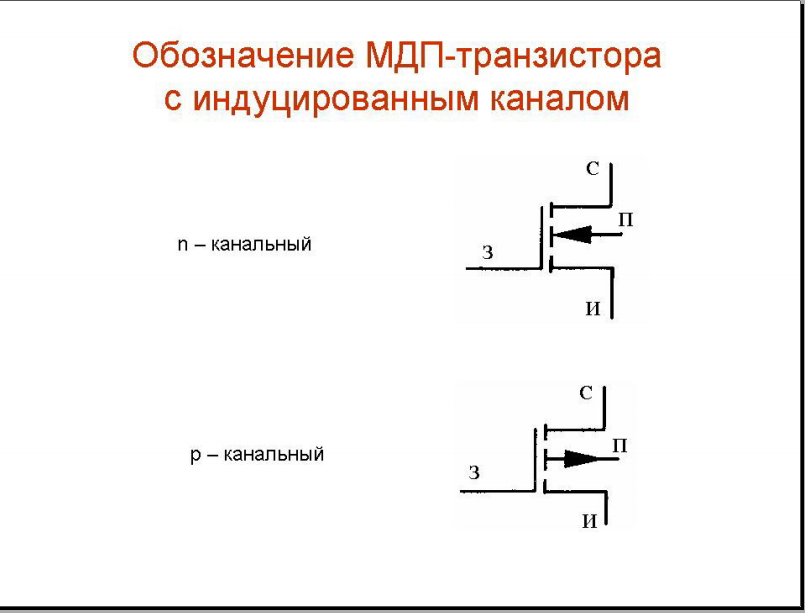 Обозначение МДП-транзистора
с индуцированным каналом
С
П
n – канальный
З
И
С
П
p – канальный
З
И